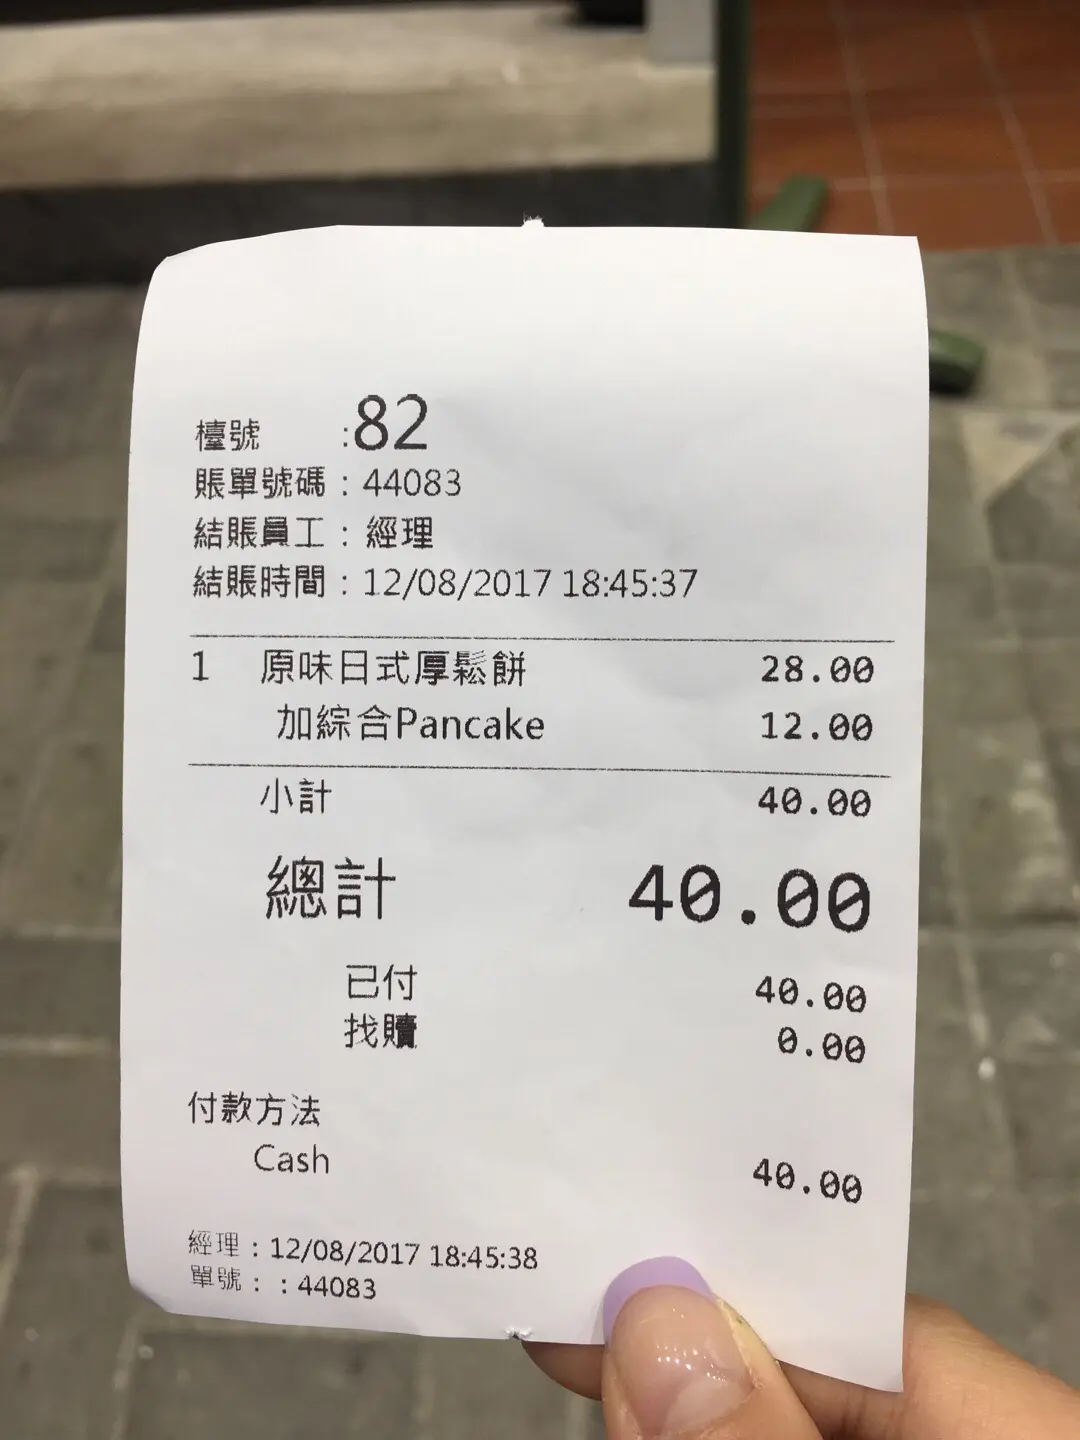 檯號 :82
賬單號碼 : 44083
結賬員工 : 經理
結賬時間 : 12/08/2017 18:45:37
1 原味日式厚鬆餅 28.00
加綜合Pancake 12.00
小計 40.00
總計 40.00
已付 40.00
找贖 0.00
付款方法
Cash 40.00
經理 : 12/08/2017 18:45:38
單號 : : 44083